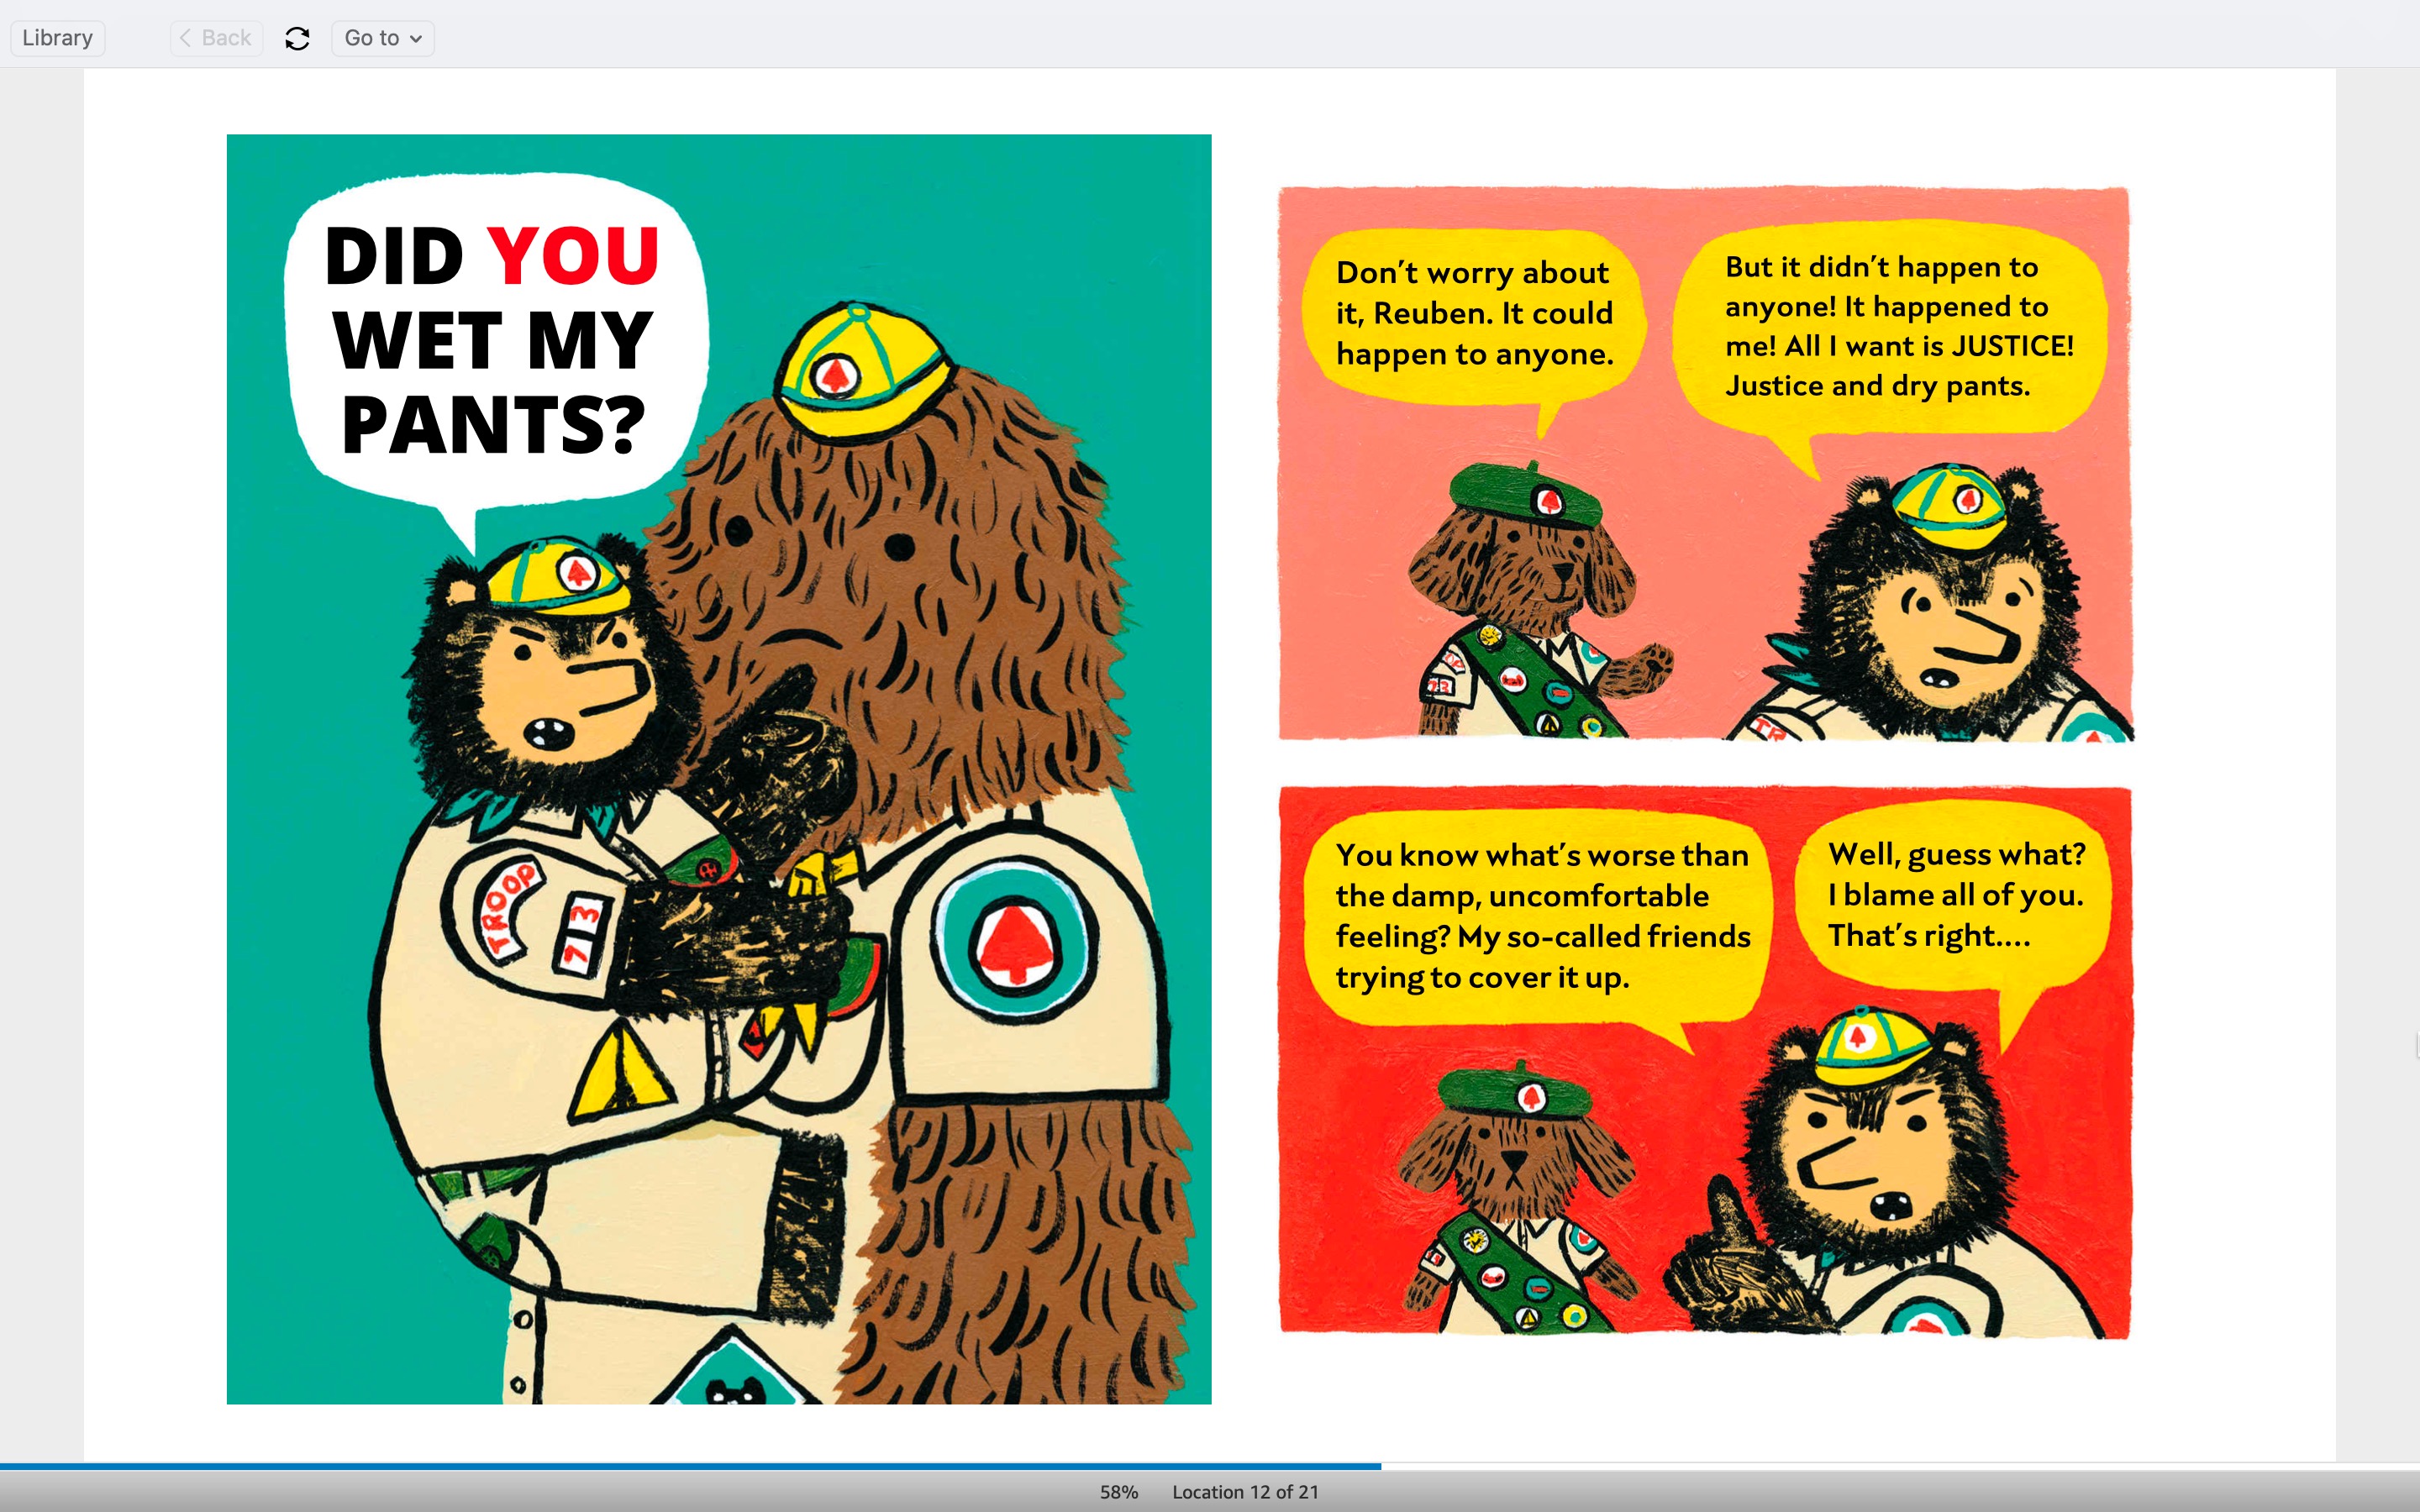 Library
Back
Go to
DID YOU
WET MY
PANTS?
TROOP
73
Don’t worry about
it, Reuben. It could
happen to anyone.
But it didn’t happen to
anyone! It happened to
me! All I want is JUSTICE!
Justice and dry pants.
73
TR
You know what’s worse than
the damp, uncomfortable
feeling? My so-called friends
trying to cover it up.
Well, guess what?
I blame all of you.
That’s right....
58%
Location 12 of 21